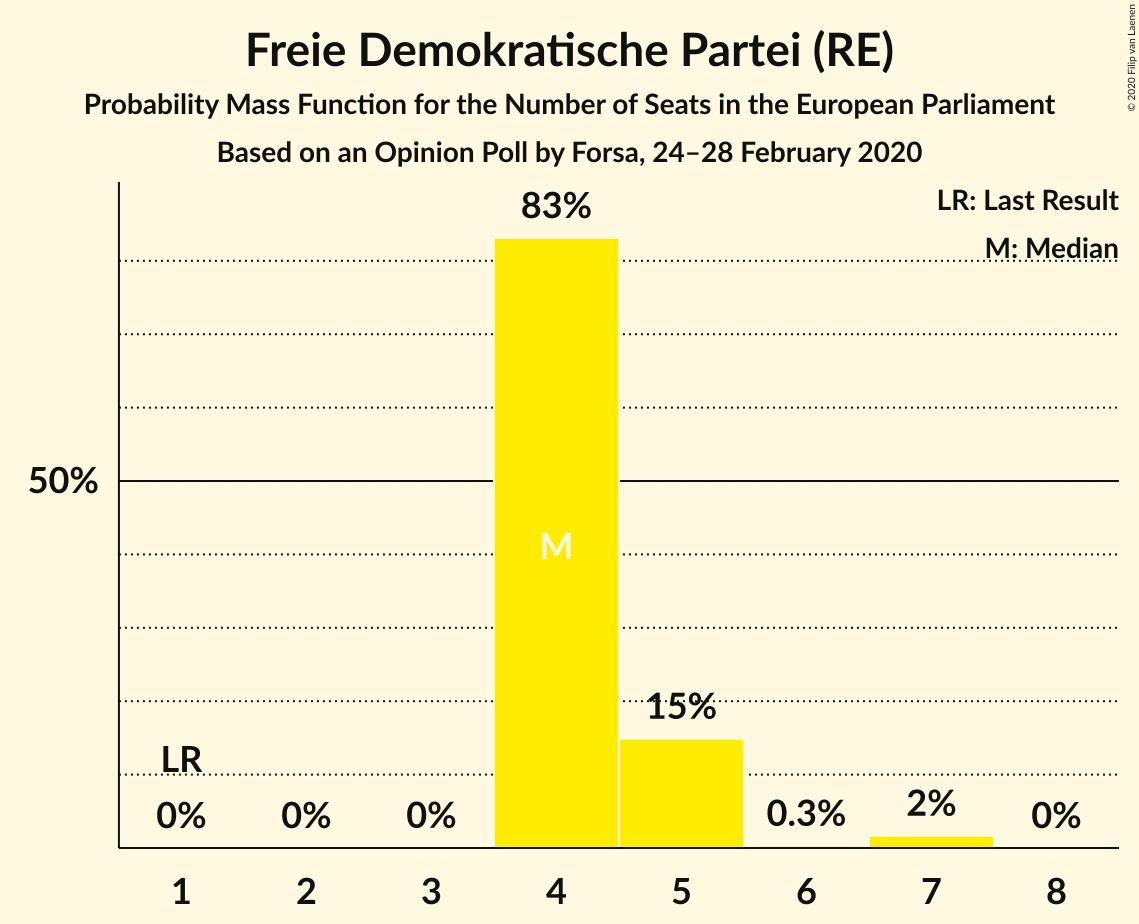 Freie Demokratische Partei (RE)
Probability Mass Function for the Number of Seats in the European Parliament
Based on an Opinion Poll by Forsa, 24–28 February 2020
© 2020 Filip van Laenen
LR: Last Result
M: Median
83%
50%
M
15%
LR
0%
0%
0%
0.3%
2%
0%
1
2
3
4
5
6
7
8